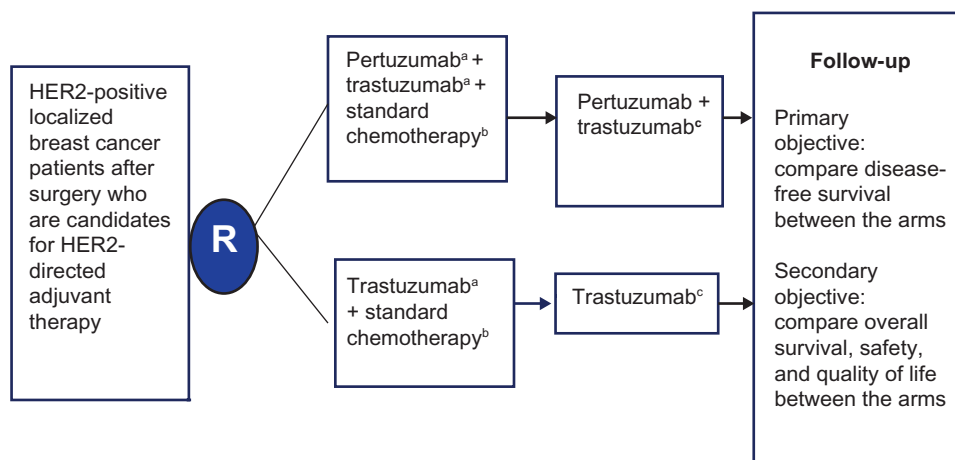 HER2-positive
localized
breast cancer
patients after
surgery who
are candidates
for HER2-
directed
adjuvant
therapy
R
Pertuzumabᵃ +
trastuzumabᵃ +
standard
chemotherapyᵇ
Pertuzumab +
trastuzumabᶜ
Trastuzumabᵃ
+ standard
chemotherapyᵇ
Trastuzumabᶜ
Follow-up
Primary
objective:
compare disease-
free survival
between the arms
Secondary
objective:
compare overall
survival, safety,
and quality of life
between the arms